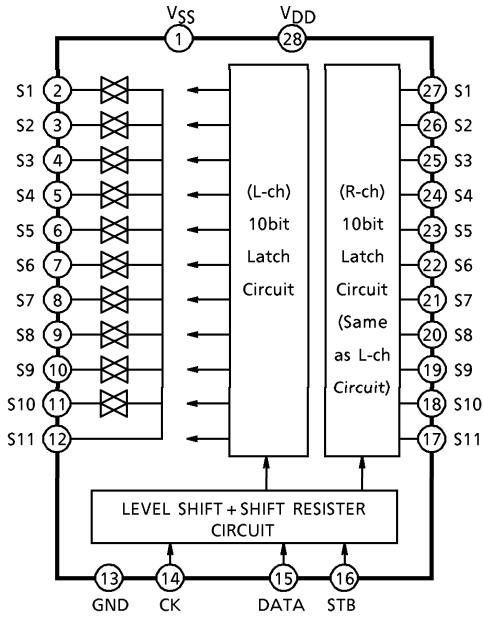 VSS VDD
1 28
S1 2 27 S1
S2 3 26 S2
S3 4 25 S3
S4 5 (L-ch) (R-ch) 24 S4
S5 6 10bit 10bit 23 S5
S6 7 Latch Latch 22 S6
S7 8 Circuit Circuit 21 S7
S8 9 (Same 20 S8
S9 10 as L-ch 19 S9
S10 11 Circuit) 18 S10
S11 12 17 S11
LEVEL SHIFT + SHIFT RESISTER
CIRCUIT
13 14 15 16
GND CK DATA STB